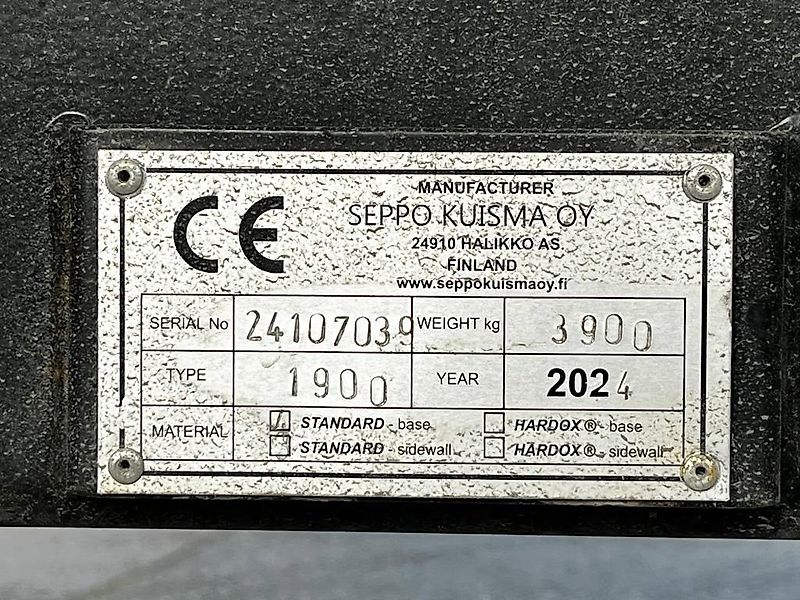 CE
MANUFACTURER
SEPPO KUISMA OY
24910 HALIKKO AS.
FINLAND
www.seppokuismaoy.fi
SERIAL No 24107039 WEIGHT kg 3900
TYPE 1900 YEAR 2024
MATERIAL STANDARD - base HARDOX® - base
STANDARD - sidewall HARDOX® - sidewall